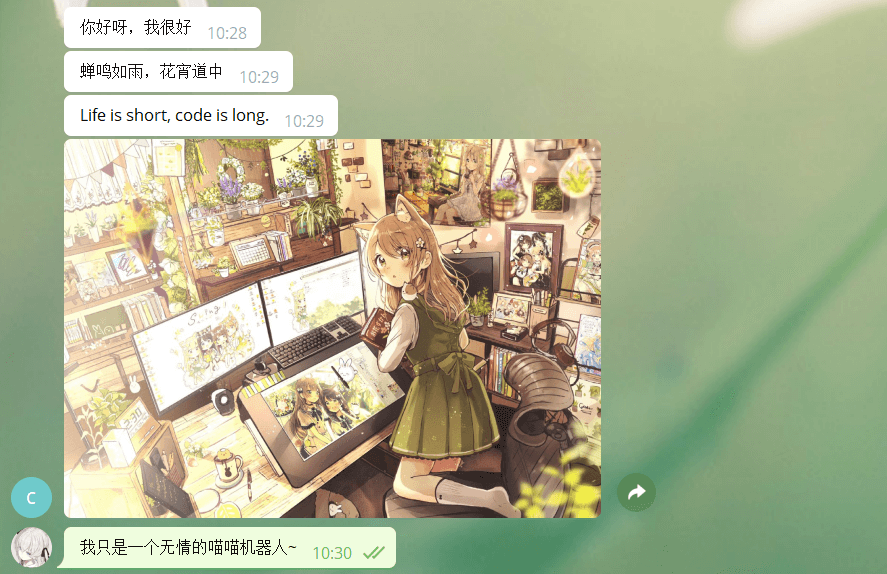 你好呀，我很好 10:28
蝉鸣如雨，花宵道中 10:29
Life is short, code is long. 10:29
C
我只是一个无情的喵喵机器人~ 10:30